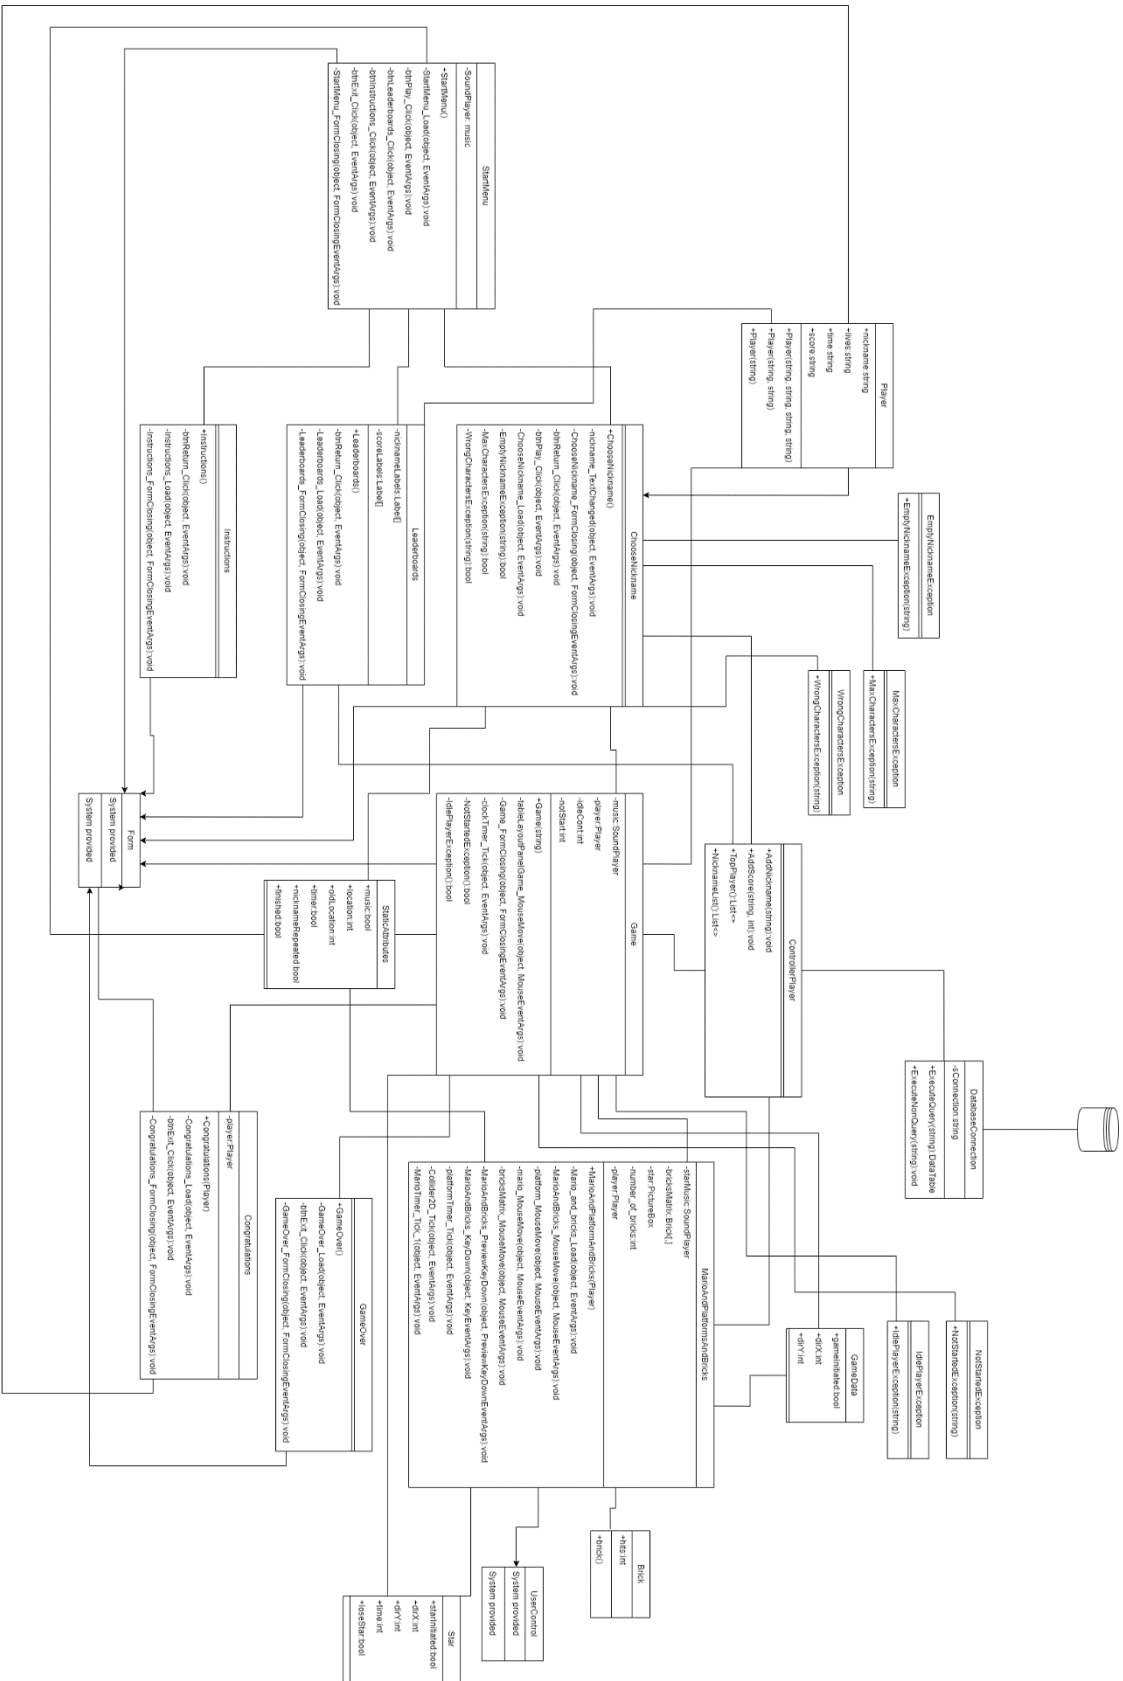 StartMenu
-SoundPlayer: music
+StartMenu()
-StartMenu_Load(object, EventArgs):void
-btnPlay_Click(object, EventArgs):void
-btnLeaderboards_Click(object, EventArgs):void
-btnInstructions_Click(object, EventArgs):void
-btnExit_Click(object, EventArgs):void
-StartMenu_FormClosing(object, FormClosingEventArgs):void
Player
+nickname:string
+lives:string
+time:string
+score:string
+Player(string, string, string, string)
+Player(string, string)
+Player(string)
EmptyNicknameException
+EmptyNicknameException(string)
MaxCharactersException
+MaxCharactersException(string)
WrongCharactersException
+WrongCharactersException(string)
ChooseNickname
+ChooseNickname()
-nickname_TextChanged(object, EventArgs):void
-ChooseNickname_FormClosing(object, FormClosingEventArgs):void
-btnReturn_Click(object, EventArgs):void
-btnPlay_Click(object, EventArgs):void
-ChooseNickname_Load(object, EventArgs):void
-EmptyNicknameException(string):bool
-MaxCharactersException(string):bool
-WrongCharactersException(string):bool
Leaderboards
-nicknameLabels:Label[]
-scoreLabels:Label[]
+Leaderboards()
-btnReturn_Click(object, EventArgs):void
-Leaderboards_Load(object, EventArgs):void
-Leaderboards_FormClosing(object, FormClosingEventArgs):void
Instructions
+Instructions()
-btnReturn_Click(object, EventArgs):void
-Instructions_Load(object, EventArgs):void
-Instructions_FormClosing(object, FormClosingEventArgs):void
ControllerPlayer
+AddNickname(string):void
+AddScore(string, int):void
+TopPlayer():List<>
+NicknameList():List<>
Game
-music:SoundPlayer
-player:Player
-idleCont:int
-notStart:int
+Game(string)
-tableLayoutPanelGame_MouseMove(object, MouseEventArgs):void
-Game_FormClosing(object, FormClosingEventArgs):void
-clockTimer_Tick(object, EventArgs):void
-NotStartedException():bool
-IdlePlayerException():bool
StaticAttributes
+music:bool
+location:int
+oldLocation:int
+timer:bool
+nicknameRepeated:bool
+finished:bool
Form
System provided
System provided
DatabaseConnection
-sConnection:string
+ExecuteQuery(string):DataTable
+ExecuteNonQuery(string):void
MarioAndPlatformsAndBricks
-starMusic:SoundPlayer
-bricksMatrix:Brick[,]
-star:PictureBox
-number_of_bricks:int
-player:Player
+MarioAndPlatformAndBricks(Player)
-Mario_and_bricks_Load(object, EventArgs):void
-MarioAndBricks_MouseMove(object, MouseEventArgs):void
-platform_MouseMove(object, MouseEventArgs):void
-mario_MouseMove(object, MouseEventArgs):void
-bricksMatrix_MouseMove(object, MouseEventArgs):void
-MarioAndBricks_PreviewKeyDown(object, PreviewKeyDownEventArgs):void
-MarioAndBricks_KeyDown(object, KeyEventArgs):void
-platformTimer_Tick(object, EventArgs):void
-Collider2D_Tick(object, EventArgs):void
-MarioTimer_Tick_1(object, EventArgs):void
Congratulations
-player:Player
+Congratulations(Player)
-Congratulations_Load(object, EventArgs):void
-btnExit_Click(object, EventArgs):void
-Congratulations_FormClosing(object, FormClosingEventArgs):void
GameOver
+GameOver()
-GameOver_Load(object, EventArgs):void
-btnExit_Click(object, EventArgs):void
-GameOver_FormClosing(object, FormClosingEventArgs):void
NotStartedException
+NotStartedException(string)
IdlePlayerException
+IdlePlayerException(string)
GameData
+gameInitiated:bool
+dirX:int
+dirY:int
Brick
+hits:int
+brick()
UserControl
System provided
System provided
Star
+starInitiated:bool
+dirX:int
+dirY:int
+time:int
+loseStar:bool